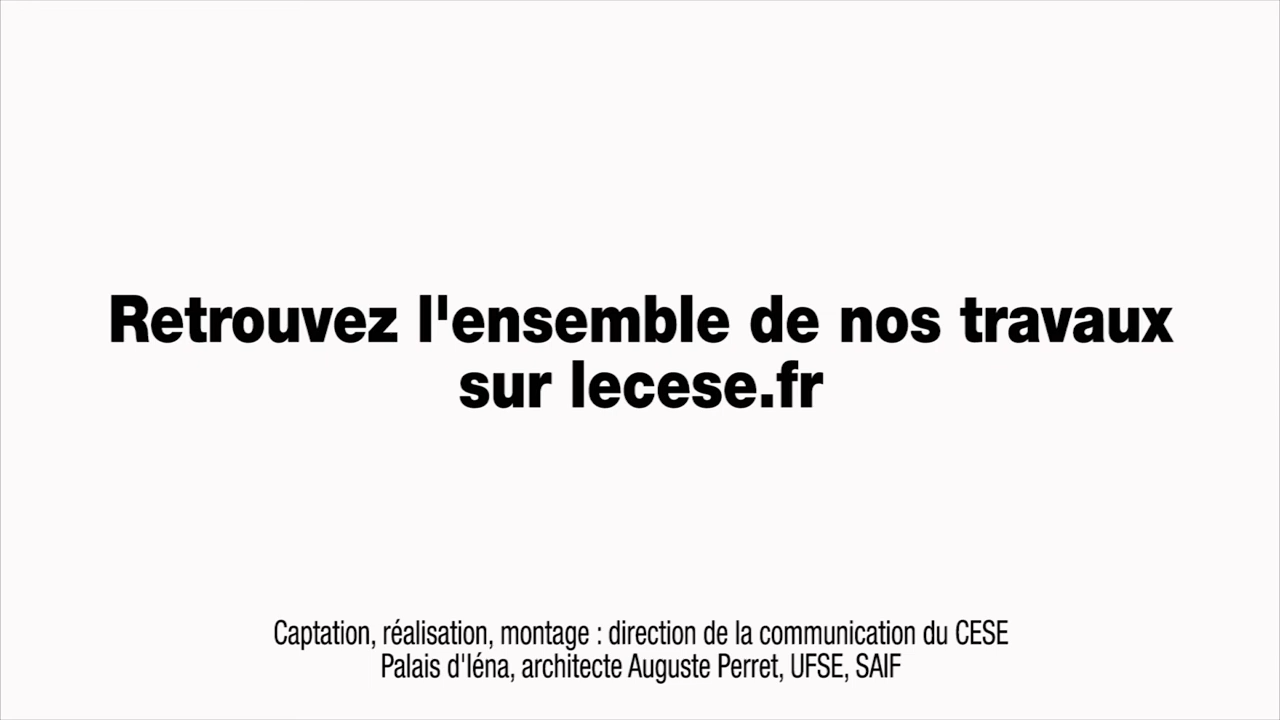 Retrouvez l'ensemble de nos travaux
sur lecese.fr
Captation, réalisation, montage : direction de la communication du CESE
Palais d'Iéna, architecte Auguste Perret, UFSE, SAIF